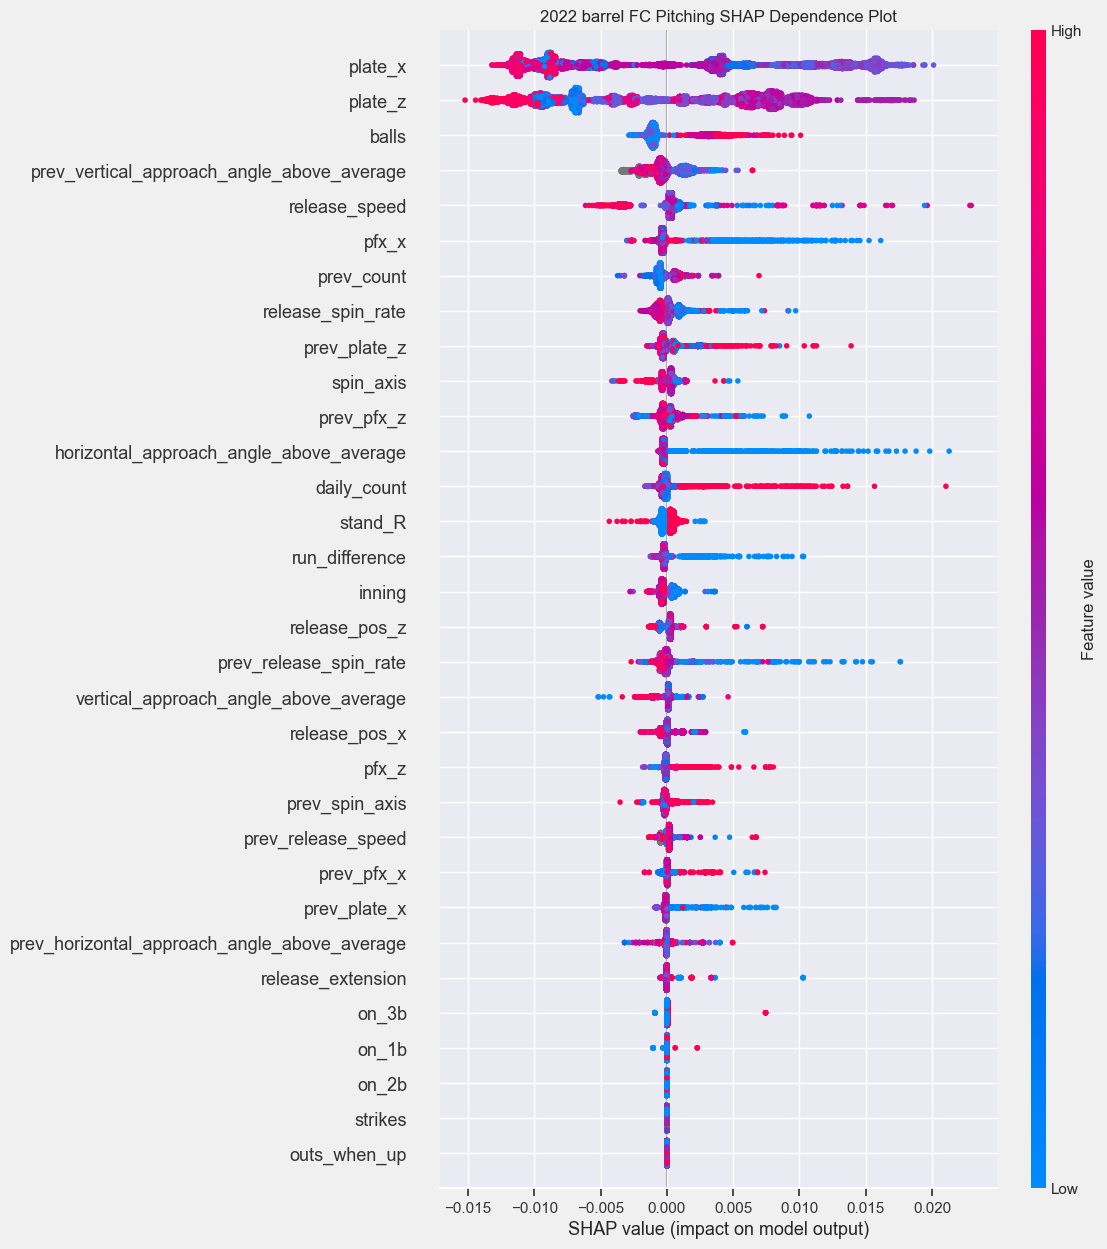 2022 barrel FC Pitching SHAP Dependence Plot
High
plate_x
plate_z
balls
prev_vertical_approach_angle_above_average
release_speed
pfx_x
prev_count
release_spin_rate
prev_plate_z
spin_axis
prev_pfx_z
horizontal_approach_angle_above_average
daily_count
stand_R
run_difference
inning
release_pos_z
prev_release_spin_rate
vertical_approach_angle_above_average
release_pos_x
pfx_z
prev_spin_axis
prev_release_speed
prev_pfx_x
prev_plate_x
prev_horizontal_approach_angle_above_average
release_extension
on_3b
on_1b
on_2b
strikes
outs_when_up
Feature value
Low
−0.015 −0.010 −0.005 0.000 0.005 0.010 0.015 0.020
SHAP value (impact on model output)